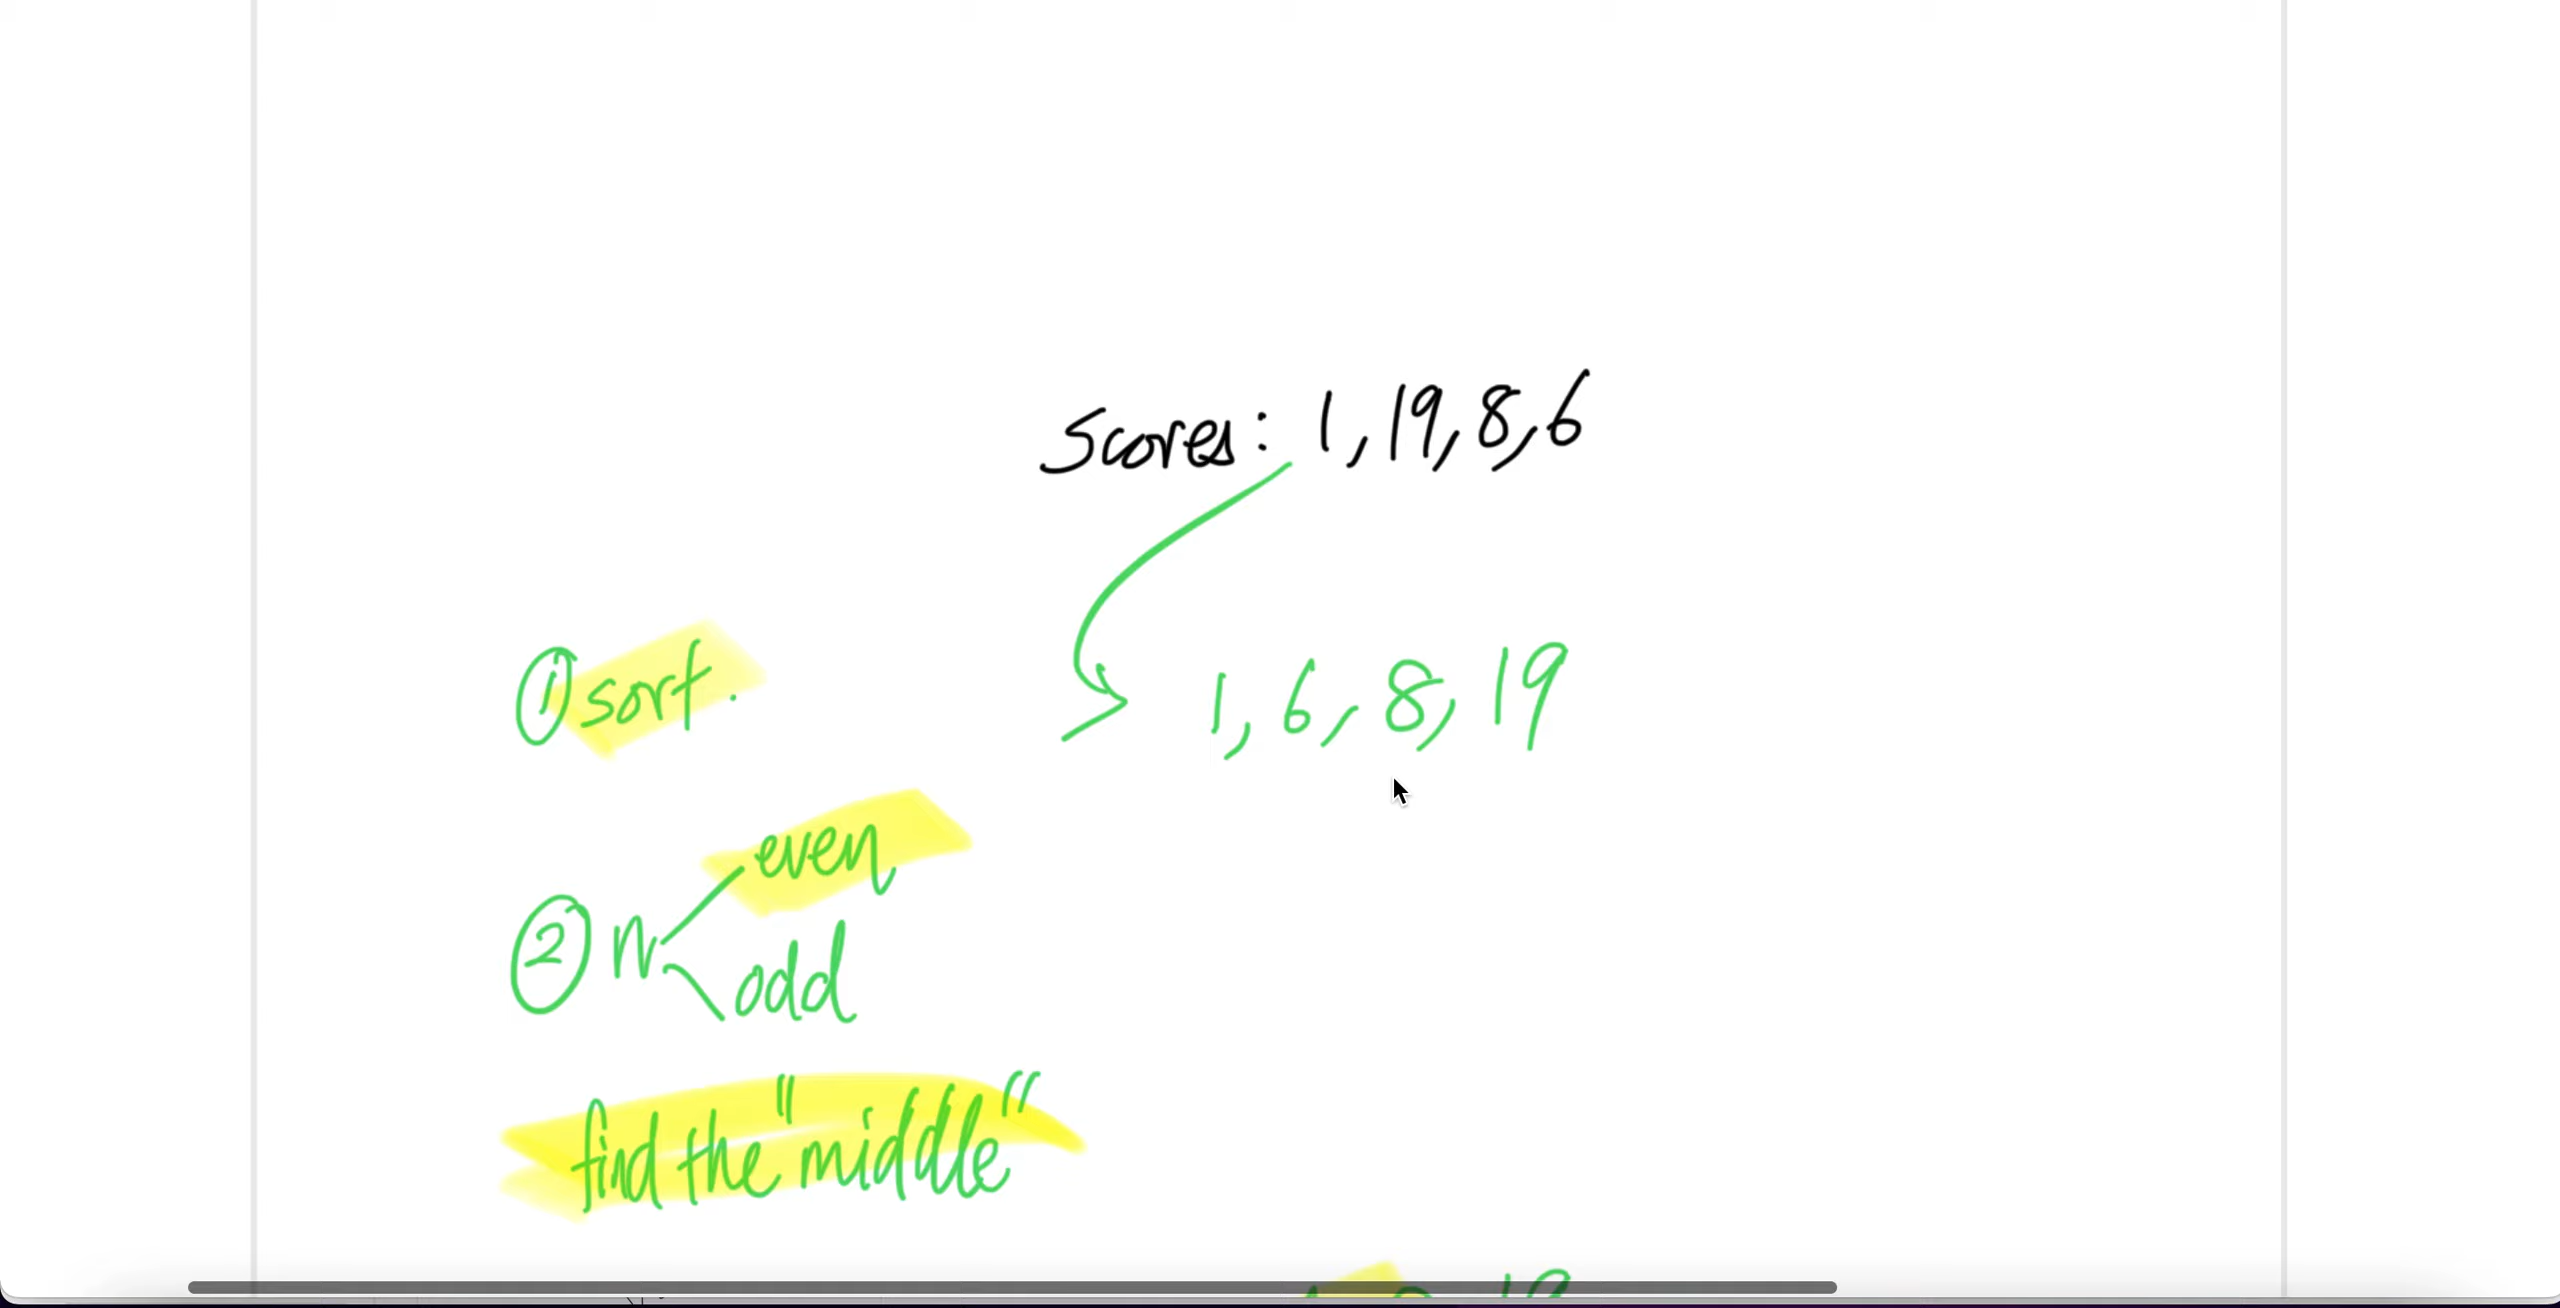 Scores: 1, 19, 8, 6
① sort.
1, 6, 8, 19
② n
even
odd
find the "middle"